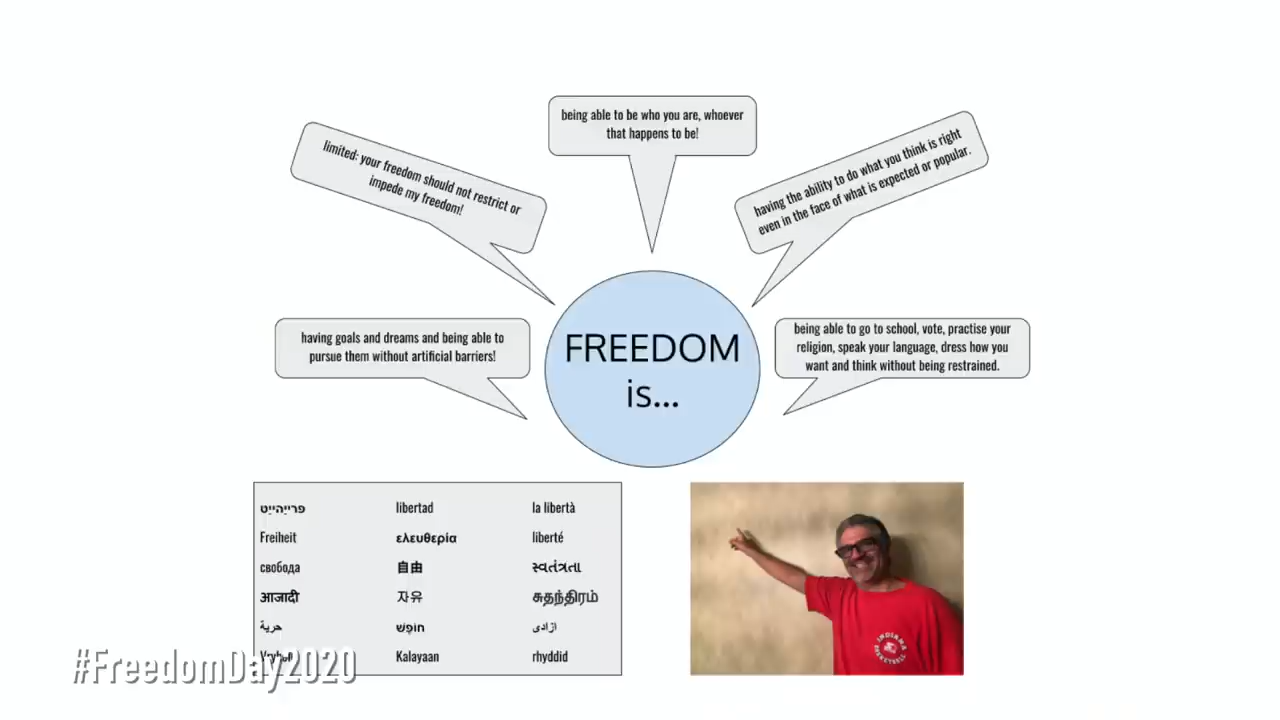 being able to be who you are, whoever
that happens to be!
limited: your freedom should not restrict or
impede my freedom!
having the ability to do what you think is right
even in the face of what is expected or popular.
having goals and dreams and being able to
pursue them without artificial barriers!
being able to go to school, vote, practise your
religion, speak your language, dress how you
want and think without being restrained.
FREEDOM
is...
פרייַהייַט libertad la libertà
Freiheit ελευθερία liberté
свобода 自由 સ્વતંત્રતા
आजादी 자유 சுதந்திரம்
حرية חוֹפֶשׁ ازادی
Kalayaan rhyddid
#FreedomDay2020
INDIANA
BASKETBALL